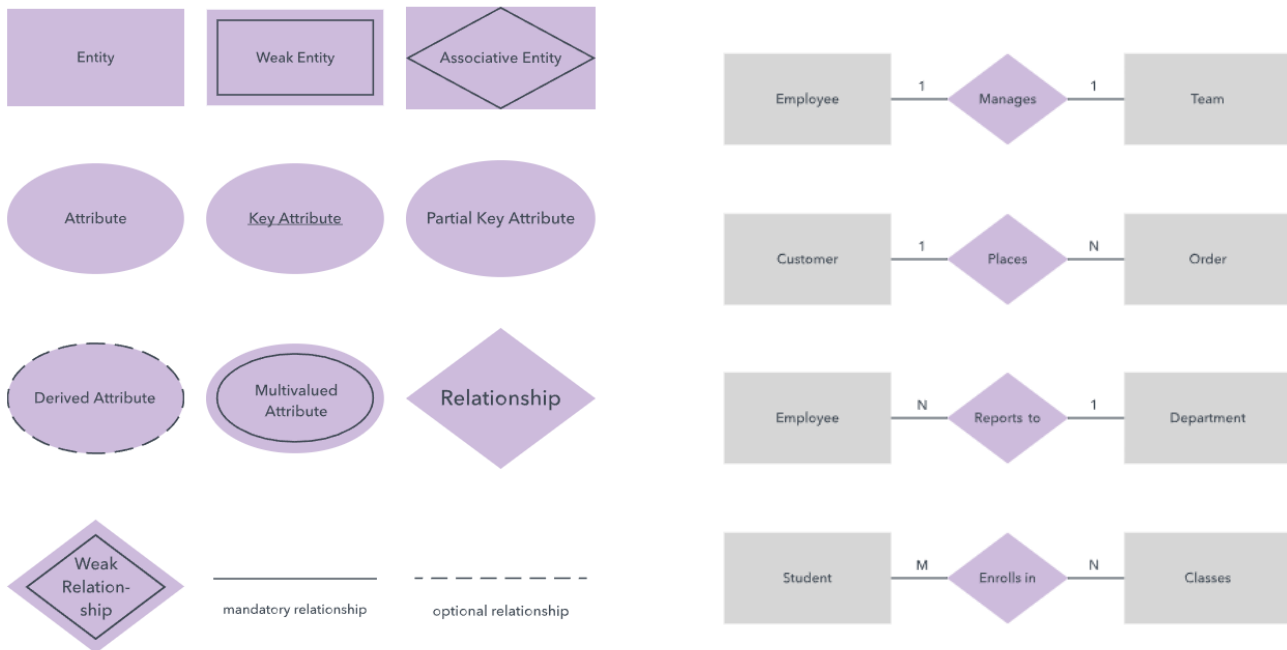 Entity
Weak Entity
Associative Entity
Attribute
Key Attribute
Partial Key Attribute
Derived Attribute
Multivalued
Attribute
Relationship
Weak
Relation-
ship
mandatory relationship
optional relationship
Employee
1
Manages
1
Team
Customer
1
Places
N
Order
Employee
N
Reports to
1
Department
Student
M
Enrolls in
N
Classes